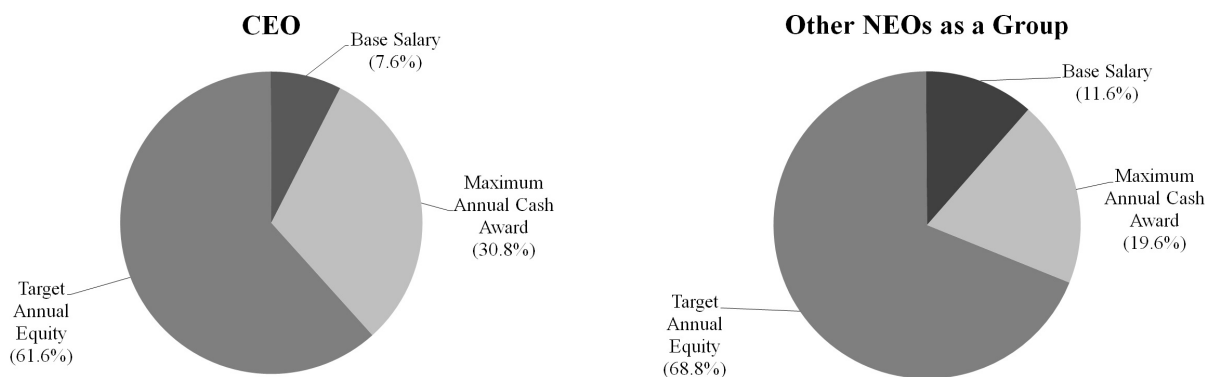 CEO
Base Salary
(7.6%)
Maximum
Annual Cash
Award
(30.8%)
Target
Annual
Equity
(61.6%)
Other NEOs as a Group
Base Salary
(11.6%)
Maximum
Annual Cash
Award
(19.6%)
Target
Annual
Equity
(68.8%)